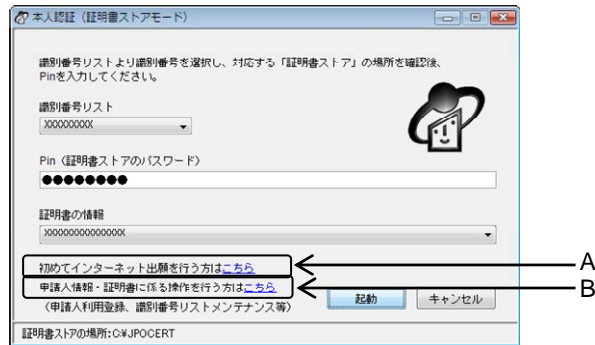 本人認証（証明書ストアモード）
識別番号リストより識別番号を選択し、対応する「証明書ストア」の場所を確認後、
Pinを入力してください。
識別番号リスト
XXXXXXXXX
Pin（証明書ストアのパスワード）
●●●●●●●●
証明書の情報
XXXXXXXXXXXXXXX
初めてインターネット出願を行う方はこちら
A
申請人情報・証明書に係る操作を行う方はこちら
B
（申請人利用登録、識別番号リストメンテナンス等）
起動
キャンセル
証明書ストアの場所:C:¥JPOCERT